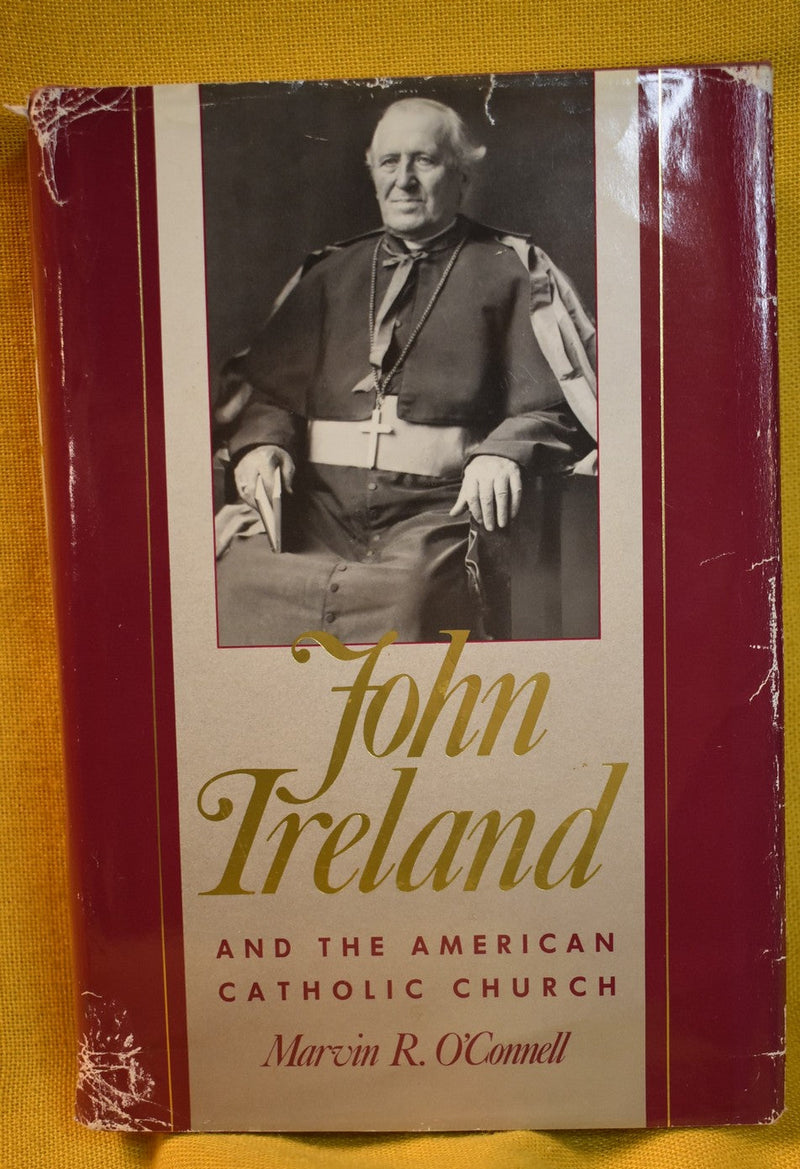 John
Ireland
AND THE AMERICAN
CATHOLIC CHURCH
Marvin R. O'Connell